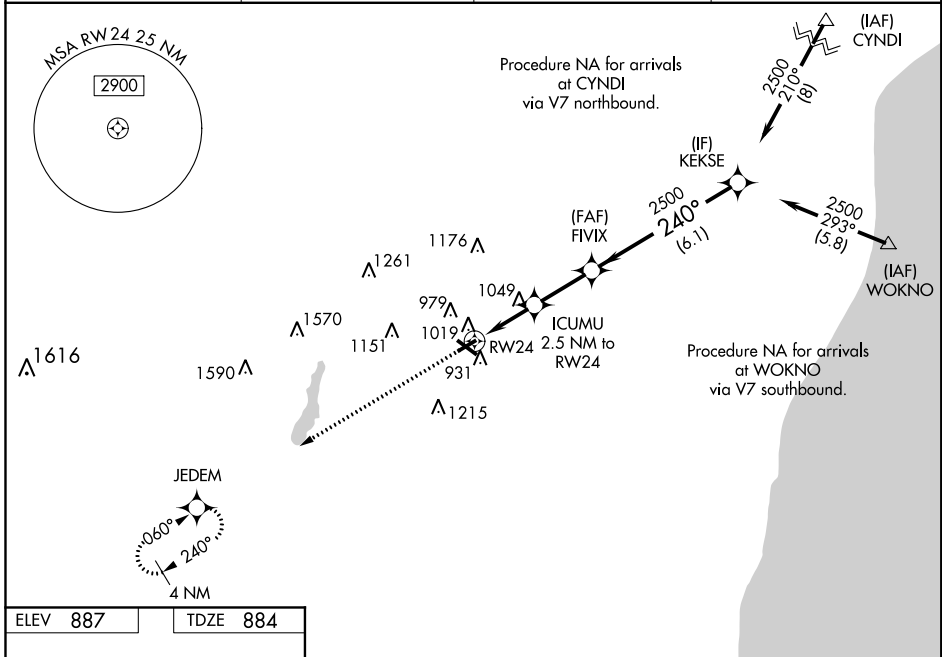 MSA RW24 25 NM
2900
Procedure NA for arrivals
at CYNDI
via V7 northbound.
(IAF)
CYNDI
2500
210°
(8)
(IF)
KEKSE
2500
240°
(6.1)
2500
293°
(5.8)
(IAF)
WOKNO
(FAF)
FIVIX
1176
1261
1049
979
1570
1151
1019
RW24
ICUMU
2.5 NM to
RW24
Procedure NA for arrivals
at WOKNO
via V7 southbound.
1616
1590
931
1215
JEDEM
060°
240°
4 NM
ELEV 887
TDZE 884